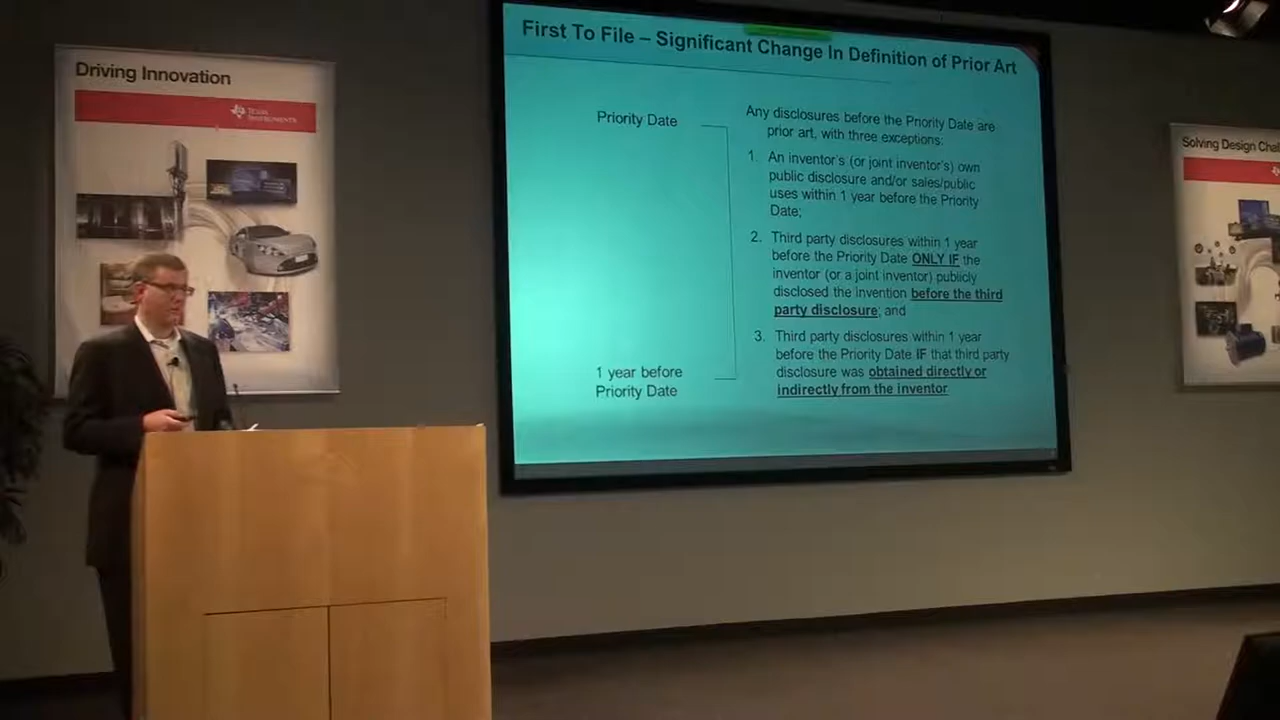 Driving Innovation
TEXAS
INSTRUMENTS
First To File – Significant Change In Definition of Prior Art
Priority Date
1 year before
Priority Date
Any disclosures before the Priority Date are
prior art, with three exceptions:
1. An inventor's (or joint inventor's) own
public disclosure and/or sales/public
uses within 1 year before the Priority
Date;
2. Third party disclosures within 1 year
before the Priority Date ONLY IF the
inventor (or a joint inventor) publicly
disclosed the invention before the third
party disclosure; and
3. Third party disclosures within 1 year
before the Priority Date IF that third party
disclosure was obtained directly or
indirectly from the inventor
Solving Design Chal